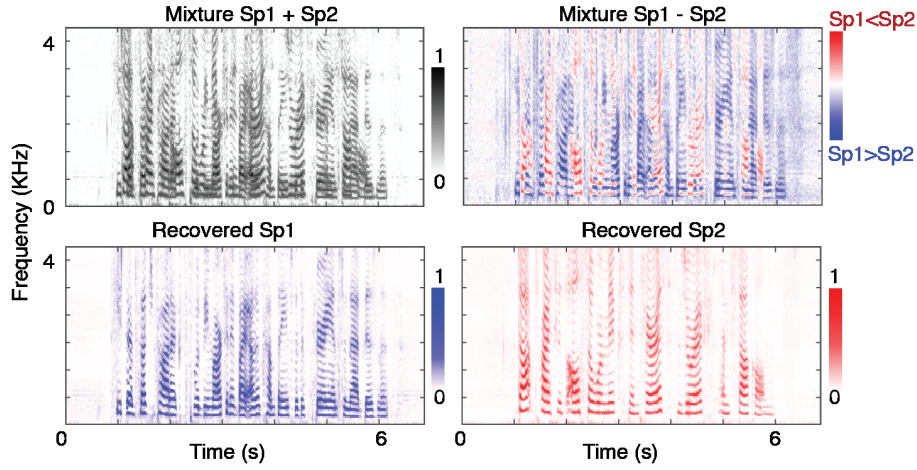 Mixture Sp1 + Sp2
Mixture Sp1 - Sp2
Sp1<Sp2
4
1
0
Sp1>Sp2
0
Frequency (KHz)
Recovered Sp1
Recovered Sp2
4
1
1
0
0
0
6
0
6
Time (s)
Time (s)